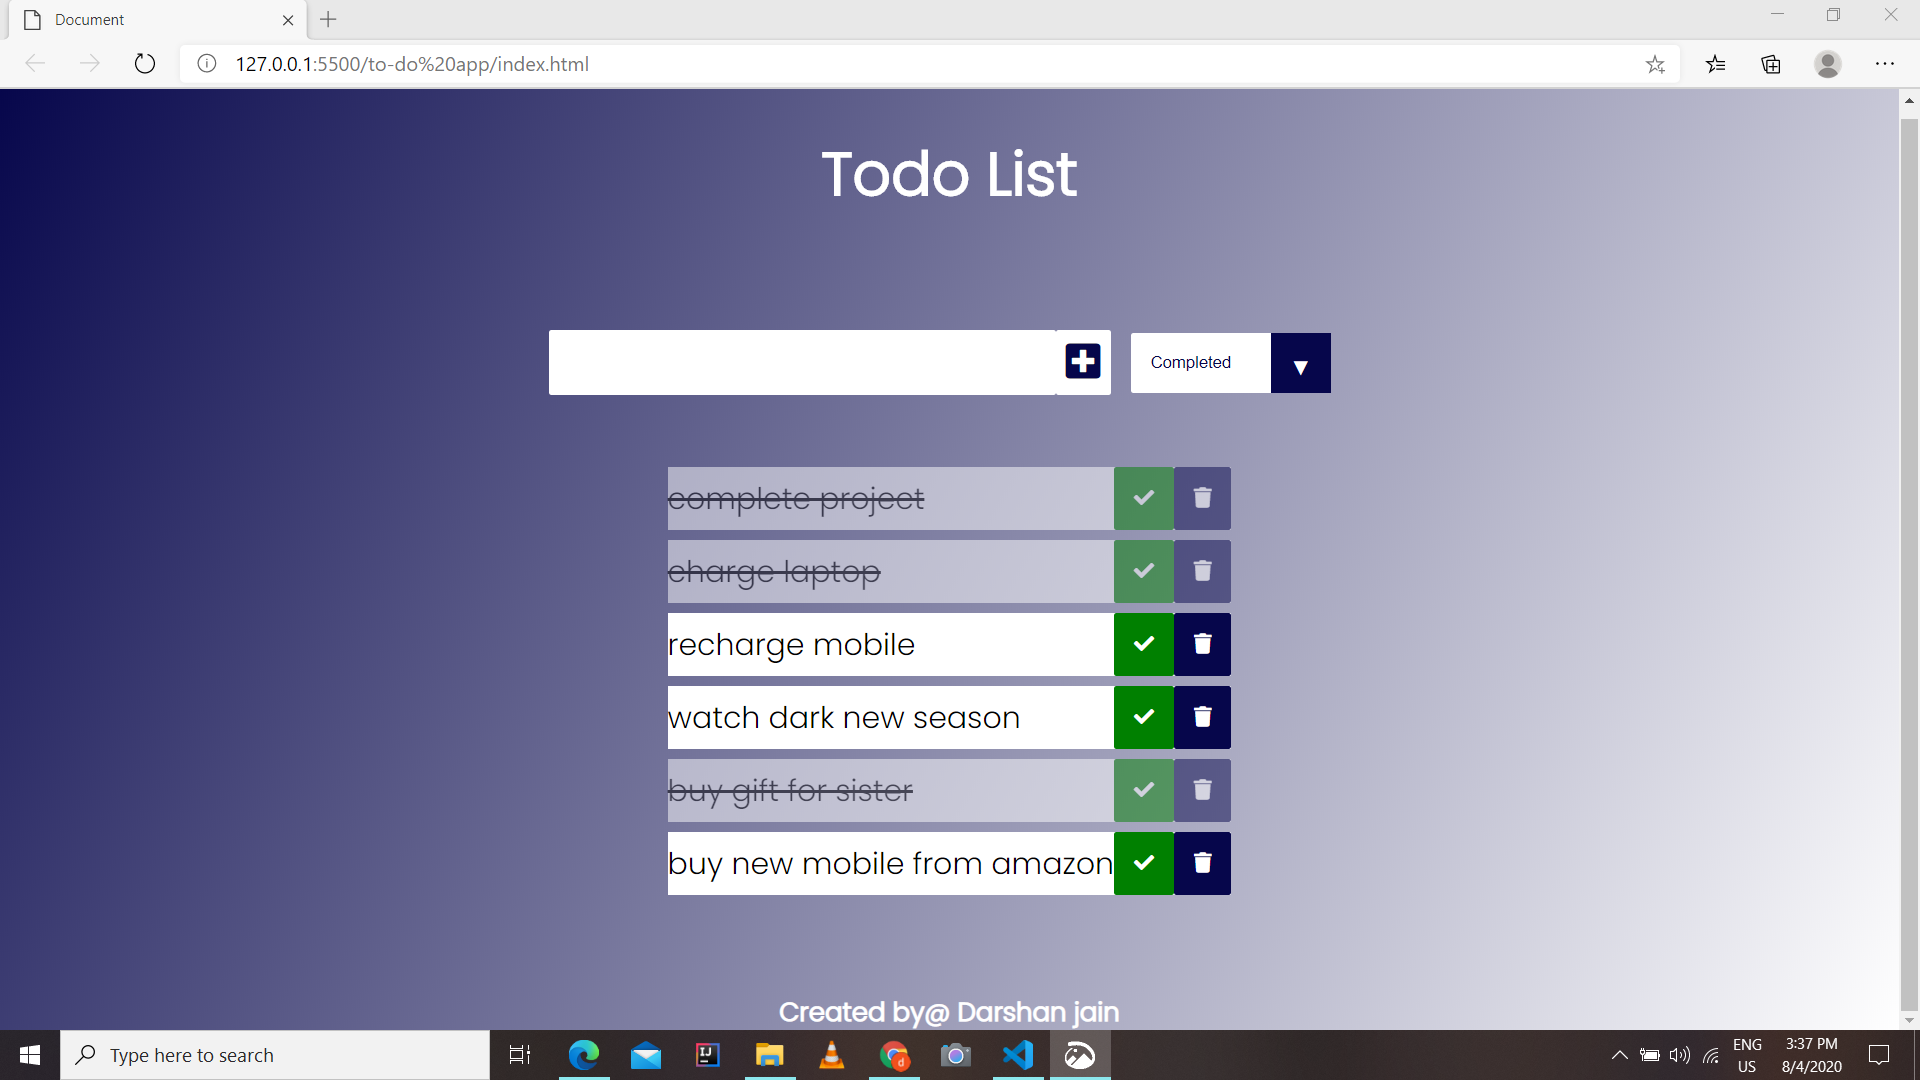 Document
127.0.0.1:5500/to-do%20app/index.html
Todo List
Completed
complete project
charge laptop
recharge mobile
watch dark new season
buy gift for sister
buy new mobile from amazon
Created by@ Darshan jain
Type here to search
ENG
US
3:37 PM
8/4/2020